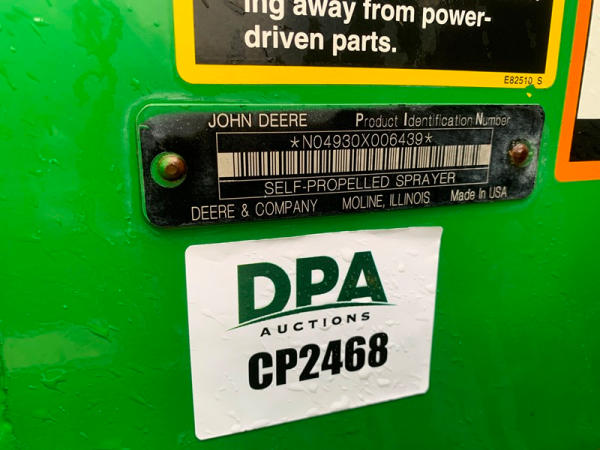 ing away from power-
driven parts.
E82510 S
JOHN DEERE Product Identification Number
*N04930X006439*
SELF-PROPELLED SPRAYER
DEERE & COMPANY MOLINE, ILLINOIS Made In USA
DPA
AUCTIONS
CP2468